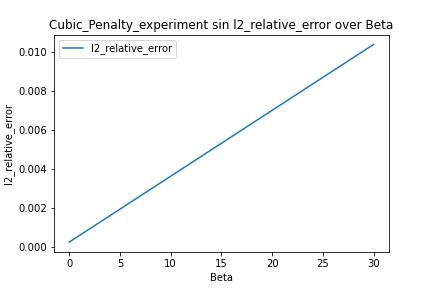 Cubic_Penalty_experiment sin l2_relative_error over Beta
l2_relative_error
l2_relative_error
0.010
0.008
0.006
0.004
0.002
0.000
0 5 10 15 20 25 30
Beta